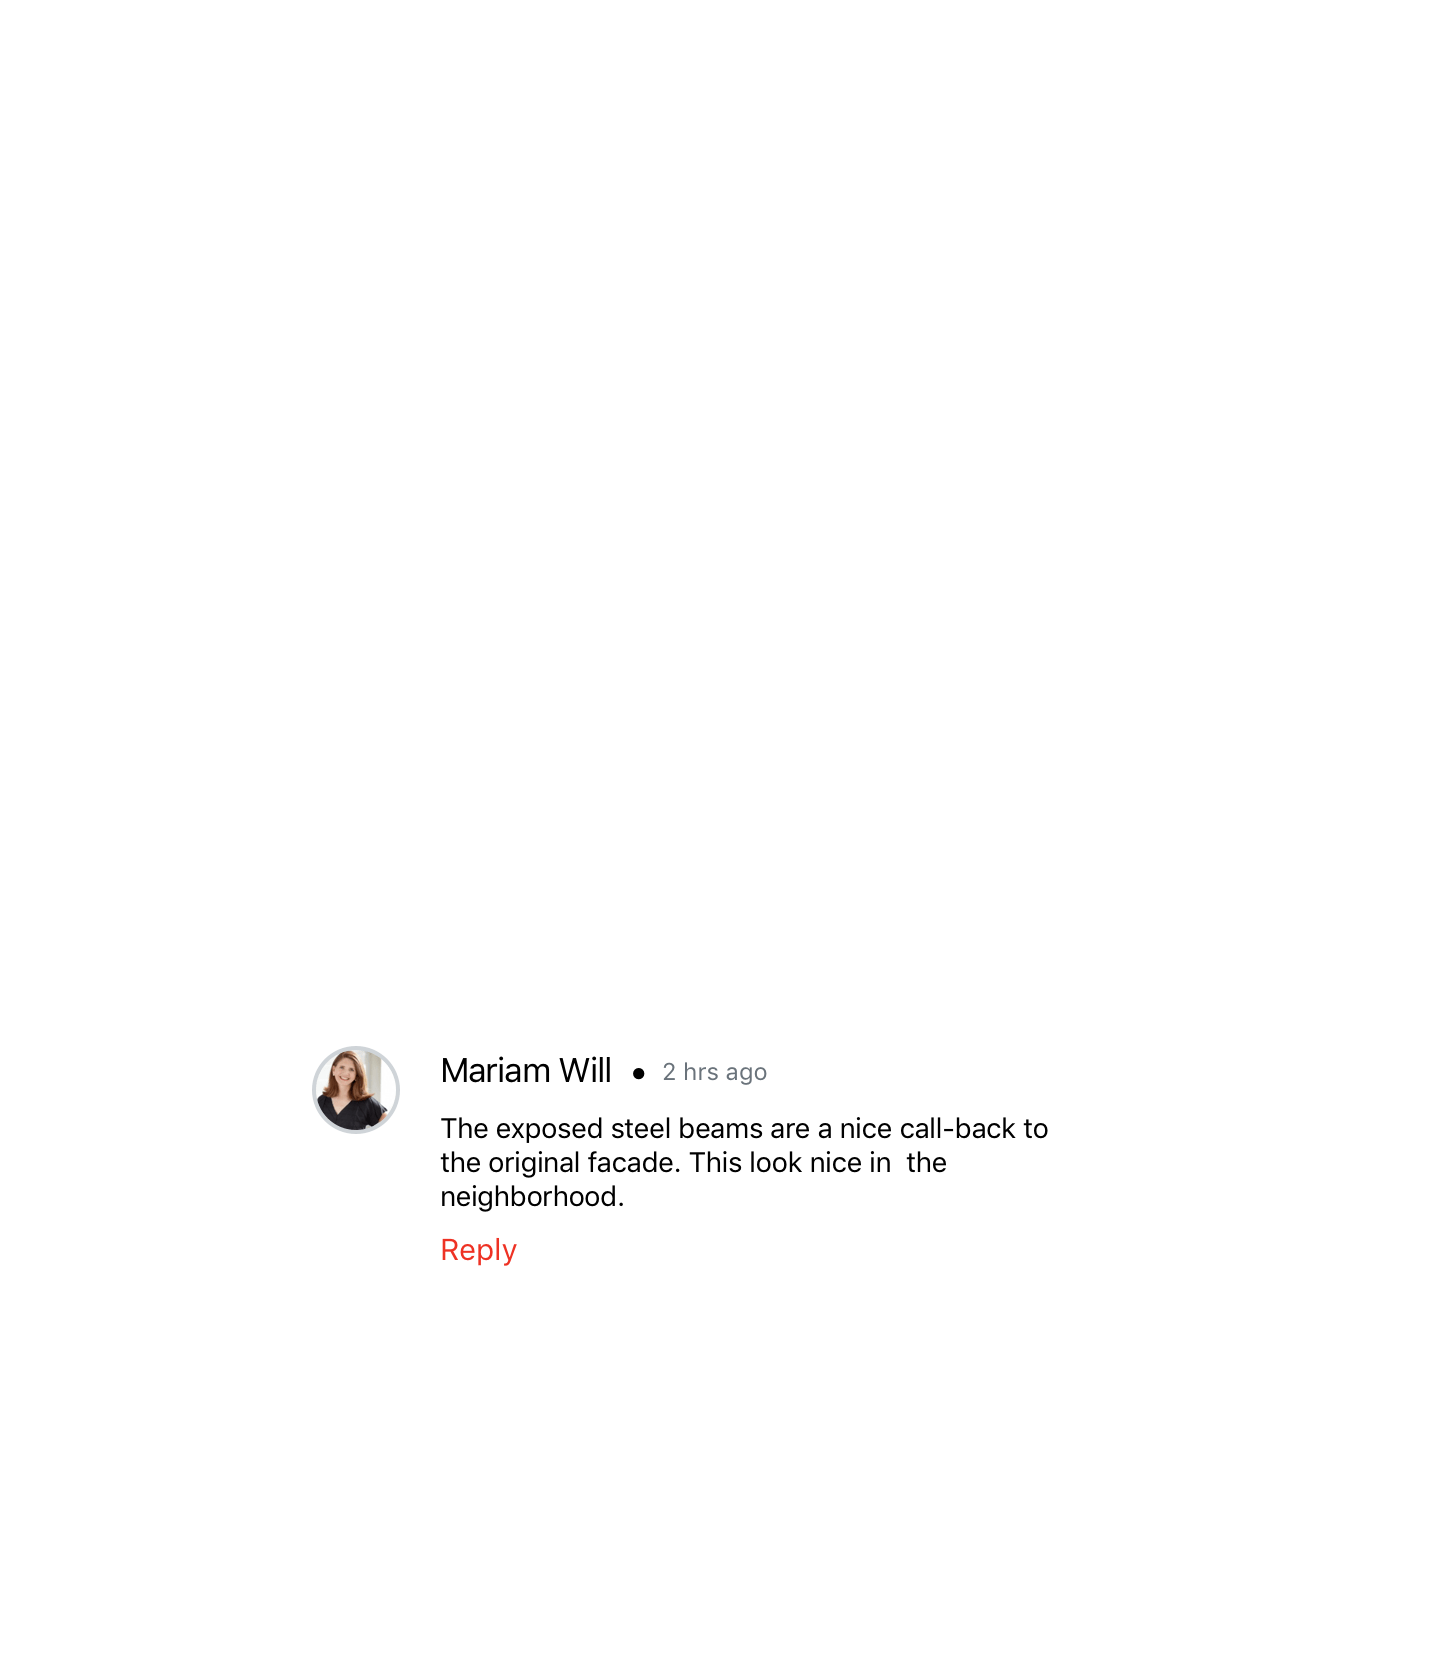 Mariam Will • 2 hrs ago
The exposed steel beams are a nice call-back to
the original facade. This look nice in  the
neighborhood.
Reply